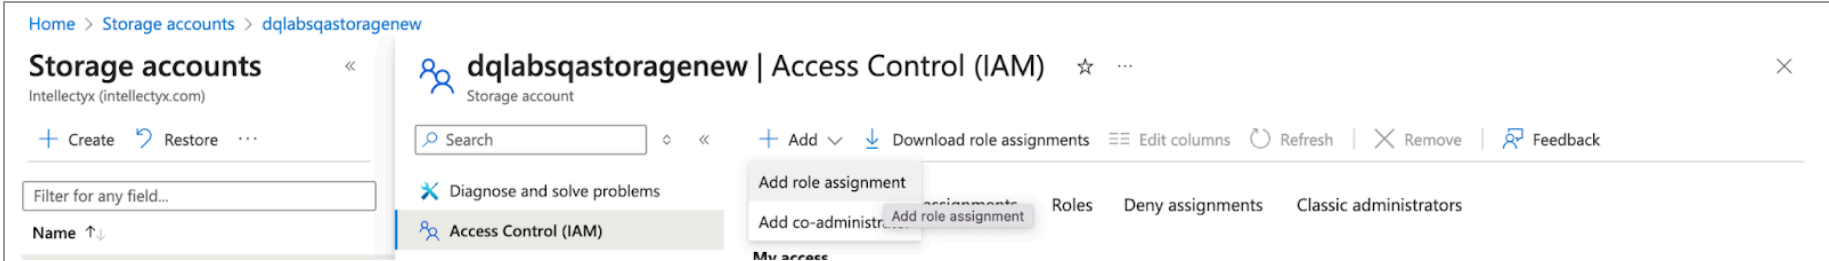 Home > Storage accounts > dqlabsqastoragenew
Storage accounts «
Intellectyx (intellectyx.com)
+ Create Restore ...
Filter for any field...
Name ↑↓
dqlabsqastoragenew | Access Control (IAM) ☆ ...
Storage account
Search «
Diagnose and solve problems
Access Control (IAM)
+ Add Download role assignments Edit columns Refresh Remove Feedback
Add role assignment
Add co-administrator
Add role assignment
assignments Roles Deny assignments Classic administrators
My access